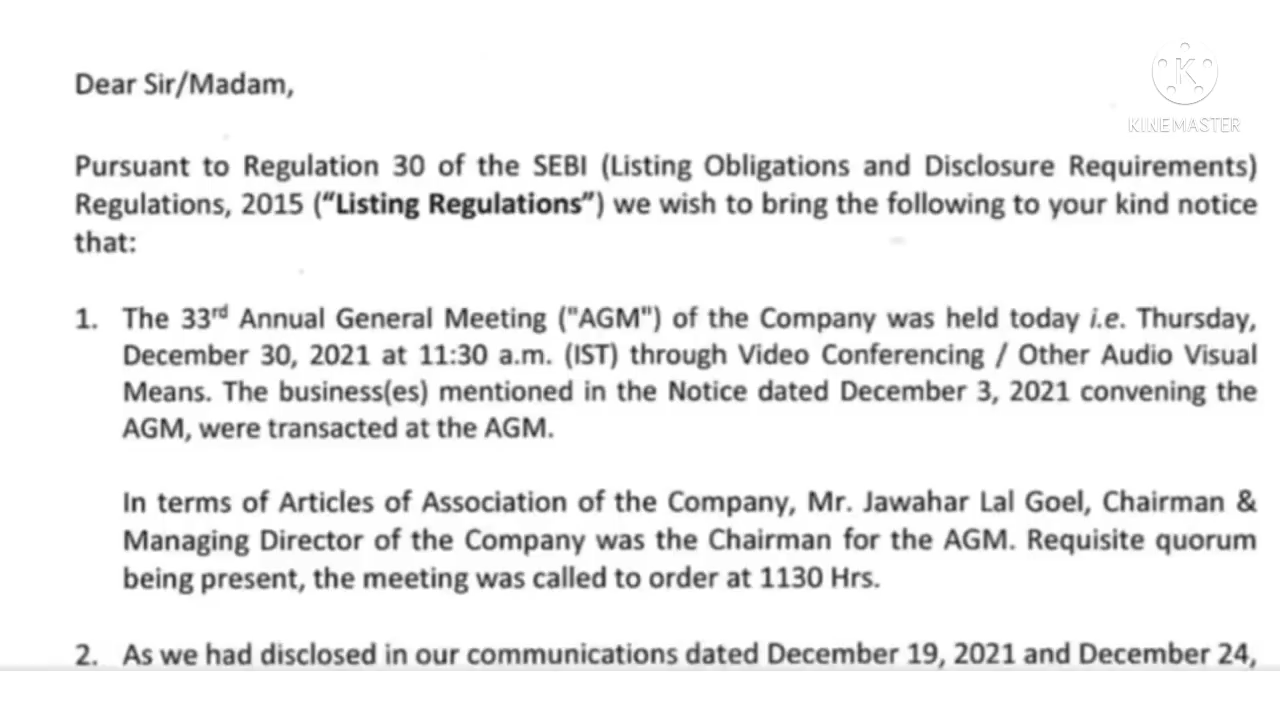 Dear Sir/Madam,
K
KINEMASTER
Pursuant to Regulation 30 of the SEBI (Listing Obligations and Disclosure Requirements)
Regulations, 2015 (“Listing Regulations”) we wish to bring the following to your kind notice
that:
1. The 33rd Annual General Meeting ("AGM") of the Company was held today i.e. Thursday,
December 30, 2021 at 11:30 a.m. (IST) through Video Conferencing / Other Audio Visual
Means. The business(es) mentioned in the Notice dated December 3, 2021 convening the
AGM, were transacted at the AGM.
In terms of Articles of Association of the Company, Mr. Jawahar Lal Goel, Chairman &
Managing Director of the Company was the Chairman for the AGM. Requisite quorum
being present, the meeting was called to order at 1130 Hrs.
2. As we had disclosed in our communications dated December 19, 2021 and December 24,